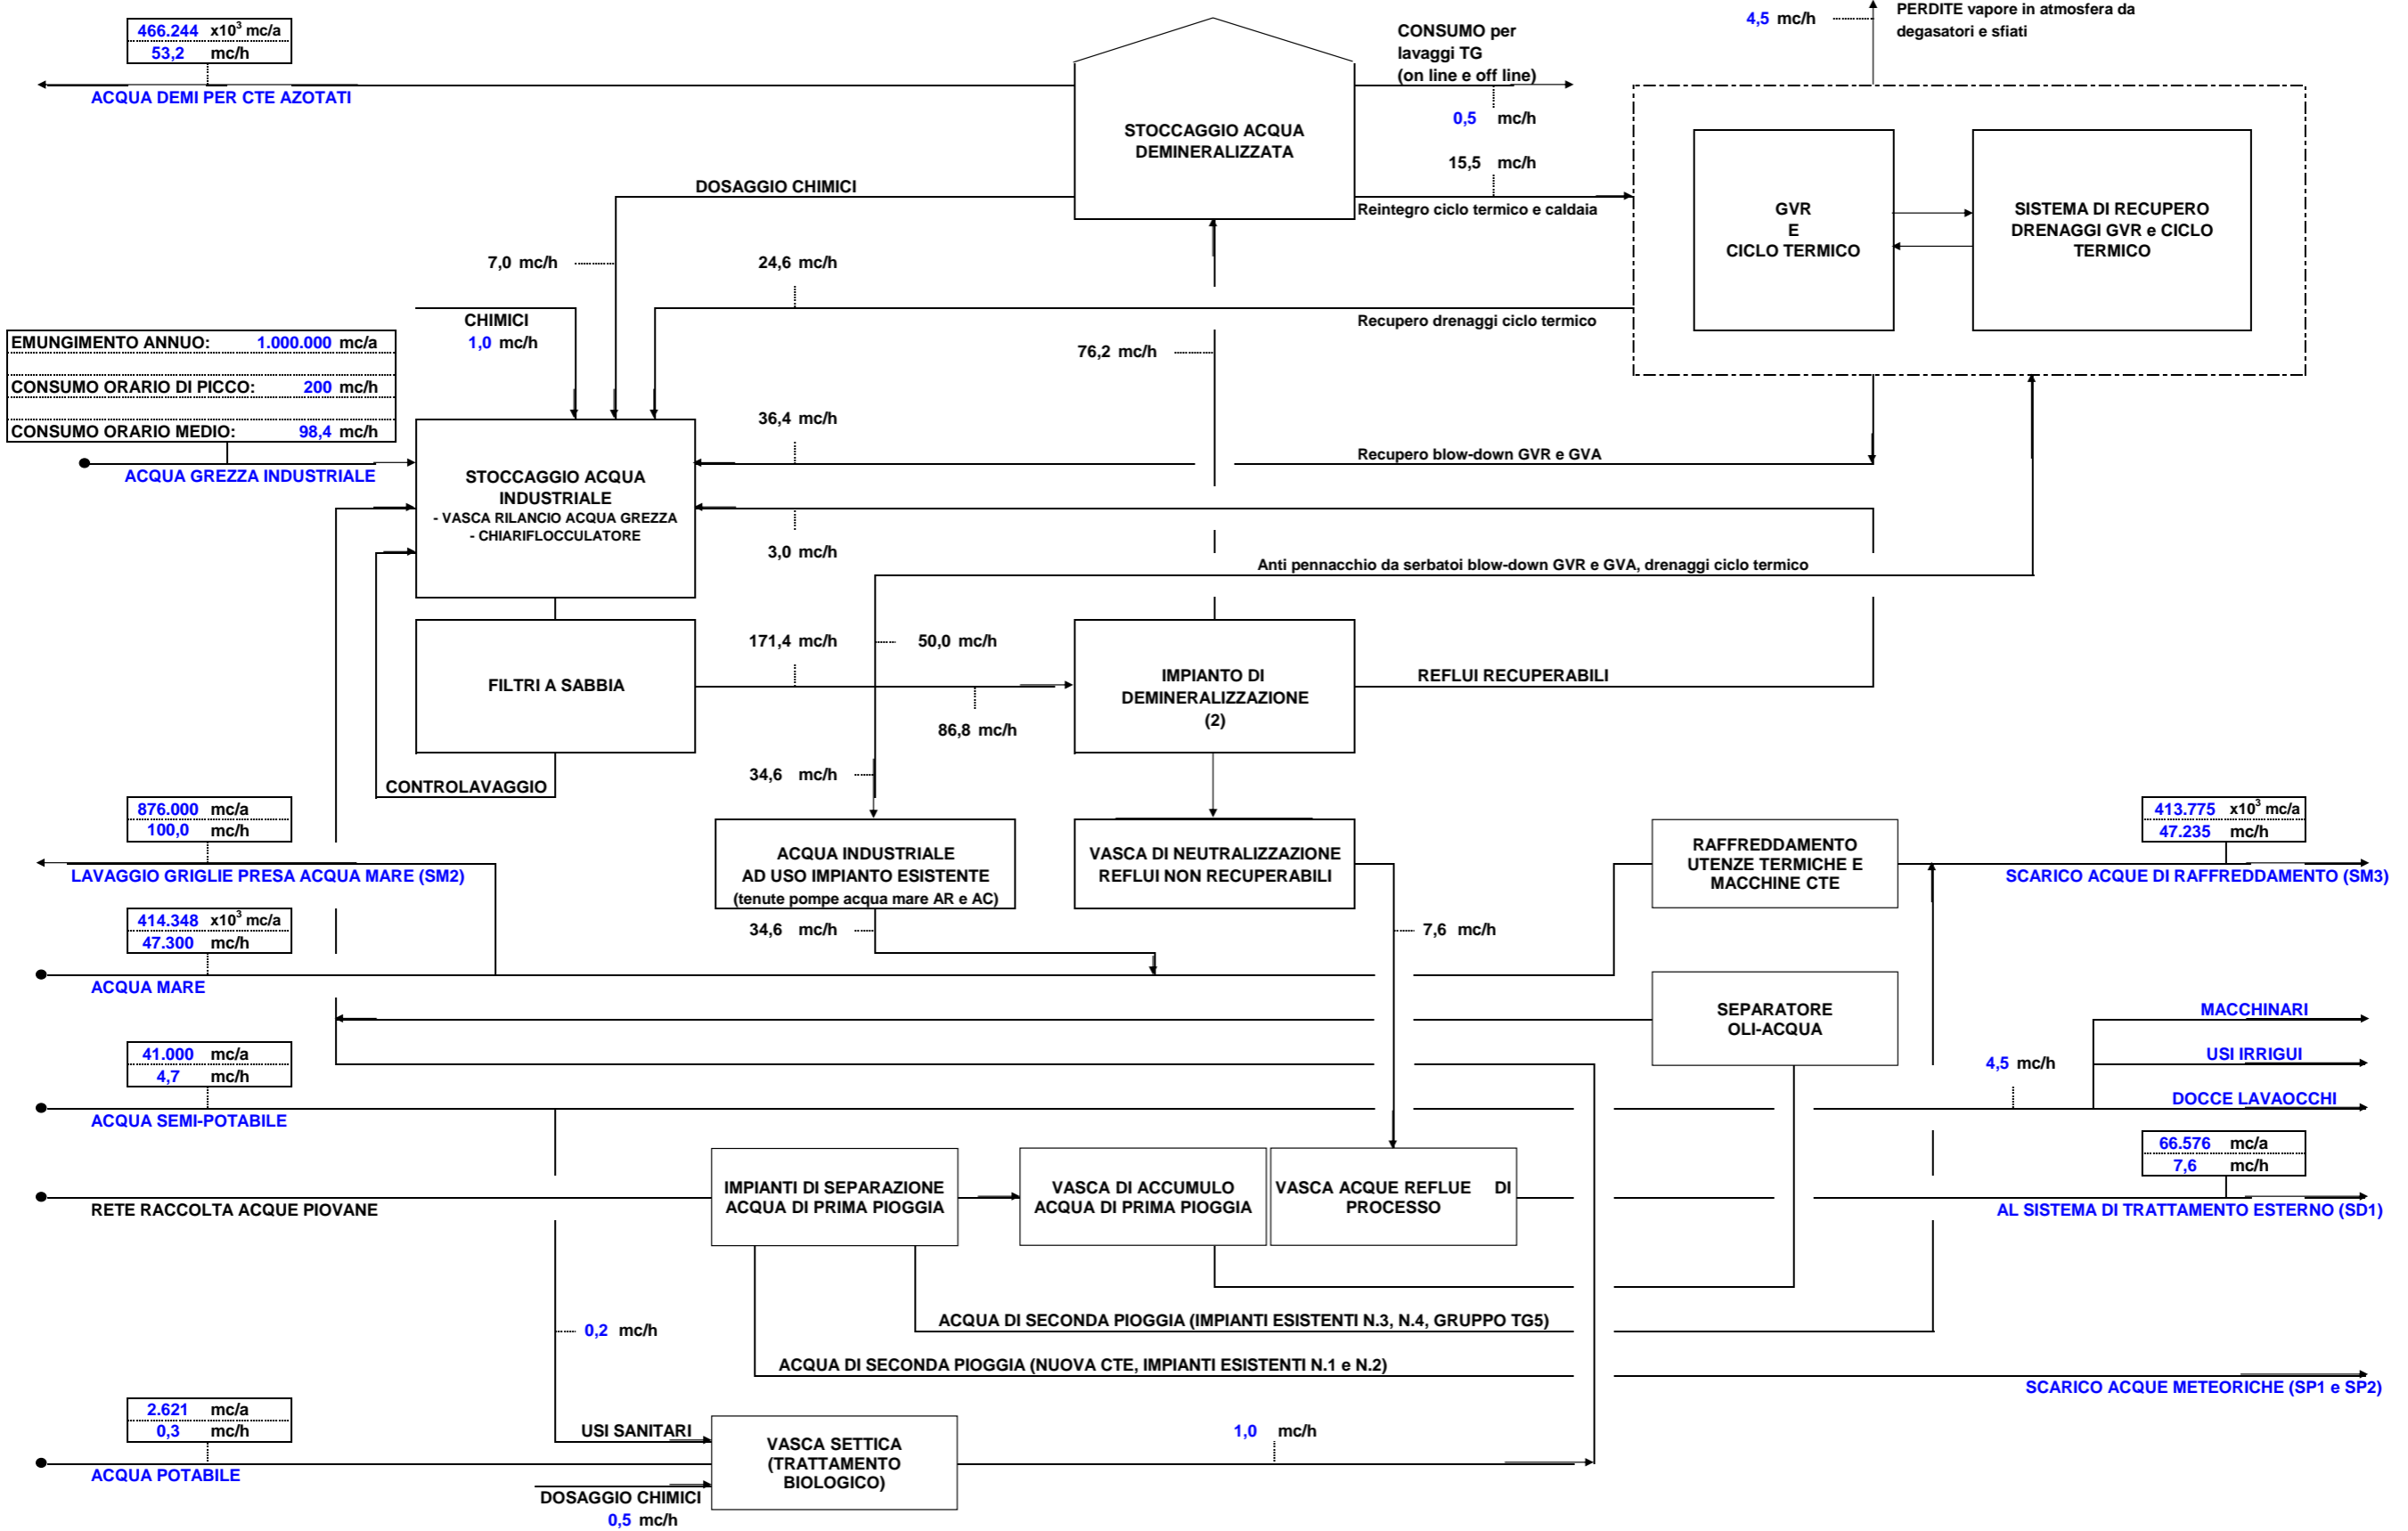 466.244 x10³ mc/a
53,2 mc/h
ACQUA DEMI PER CTE AZOTATI
STOCCAGGIO ACQUA
DEMINERALIZZATA
CONSUMO per
lavaggi TG
(on line e off line)
0,5 mc/h
15,5 mc/h
Reintegro ciclo termico e caldaia
4,5 mc/h
PERDITE vapore in atmosfera da
degasatori e sfiati
GVR
E
CICLO TERMICO
SISTEMA DI RECUPERO
DRENAGGI GVR e CICLO
TERMICO
DOSAGGIO CHIMICI
7,0 mc/h
24,6 mc/h
CHIMICI
1,0 mc/h
Recupero drenaggi ciclo termico
76,2 mc/h
EMUNGIMENTO ANNUO: 1.000.000 mc/a
CONSUMO ORARIO DI PICCO: 200 mc/h
CONSUMO ORARIO MEDIO: 98,4 mc/h
ACQUA GREZZA INDUSTRIALE
36,4 mc/h
Recupero blow-down GVR e GVA
STOCCAGGIO ACQUA
INDUSTRIALE
- VASCA RILANCIO ACQUA GREZZA
- CHIARIFLOCCULATORE
3,0 mc/h
Anti pennacchio da serbatoi blow-down GVR e GVA, drenaggi ciclo termico
FILTRI A SABBIA
171,4 mc/h
50,0 mc/h
86,8 mc/h
IMPIANTO DI
DEMINERALIZZAZIONE
(2)
REFLUI RECUPERABILI
CONTROLAVAGGIO
34,6 mc/h
876.000 mc/a
100,0 mc/h
LAVAGGIO GRIGLIE PRESA ACQUA MARE (SM2)
ACQUA INDUSTRIALE
AD USO IMPIANTO ESISTENTE
(tenute pompe acqua mare AR e AC)
VASCA DI NEUTRALIZZAZIONE
REFLUI NON RECUPERABILI
RAFFREDDAMENTO
UTENZE TERMICHE E
MACCHINE CTE
413.775 x10³ mc/a
47.235 mc/h
SCARICO ACQUE DI RAFFREDDAMENTO (SM3)
414.348 x10³ mc/a
47.300 mc/h
ACQUA MARE
34,6 mc/h
7,6 mc/h
SEPARATORE
OLI-ACQUA
MACCHINARI
USI IRRIGUI
DOCCE LAVAOCCHI
4,5 mc/h
41.000 mc/a
4,7 mc/h
ACQUA SEMI-POTABILE
66.576 mc/a
7,6 mc/h
AL SISTEMA DI TRATTAMENTO ESTERNO (SD1)
RETE RACCOLTA ACQUE PIOVANE
IMPIANTI DI SEPARAZIONE
ACQUA DI PRIMA PIOGGIA
VASCA DI ACCUMULO
ACQUA DI PRIMA PIOGGIA
VASCA ACQUE REFLUE DI
PROCESSO
0,2 mc/h
ACQUA DI SECONDA PIOGGIA (IMPIANTI ESISTENTI N.3, N.4, GRUPPO TG5)
ACQUA DI SECONDA PIOGGIA (NUOVA CTE, IMPIANTI ESISTENTI N.1 e N.2)
SCARICO ACQUE METEORICHE (SP1 e SP2)
2.621 mc/a
0,3 mc/h
ACQUA POTABILE
USI SANITARI
VASCA SETTICA
(TRATTAMENTO
BIOLOGICO)
1,0 mc/h
DOSAGGIO CHIMICI
0,5 mc/h